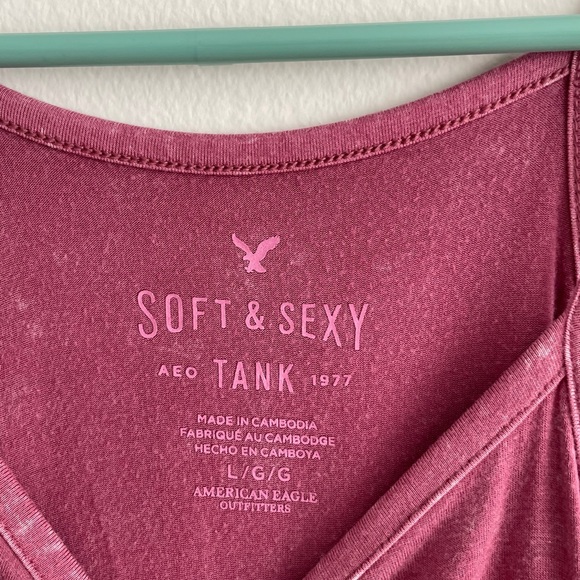 SOFT & SEXY
AEO TANK 1977
MADE IN CAMBODIA
FABRIQUÉ AU CAMBODGE
HECHO EN CAMBOYA
L/G/G
AMERICAN EAGLE
OUTFITTERS